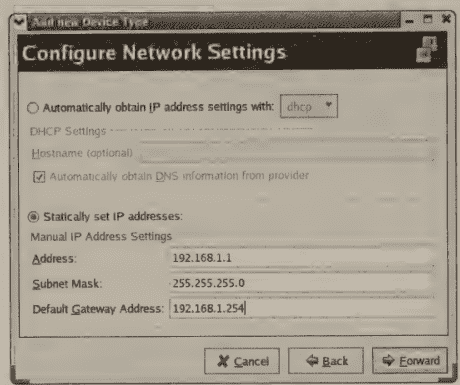 Add new Device Type
Configure Network Settings
Automatically obtain IP address settings with: dhcp
DHCP Settings
Hostname (optional)
Automatically obtain DNS information from provider
Statically set IP addresses:
Manual IP Address Settings
Address: 192.168.1.1
Subnet Mask: 255.255.255.0
Default Gateway Address: 192.168.1.254
Cancel Back Forward